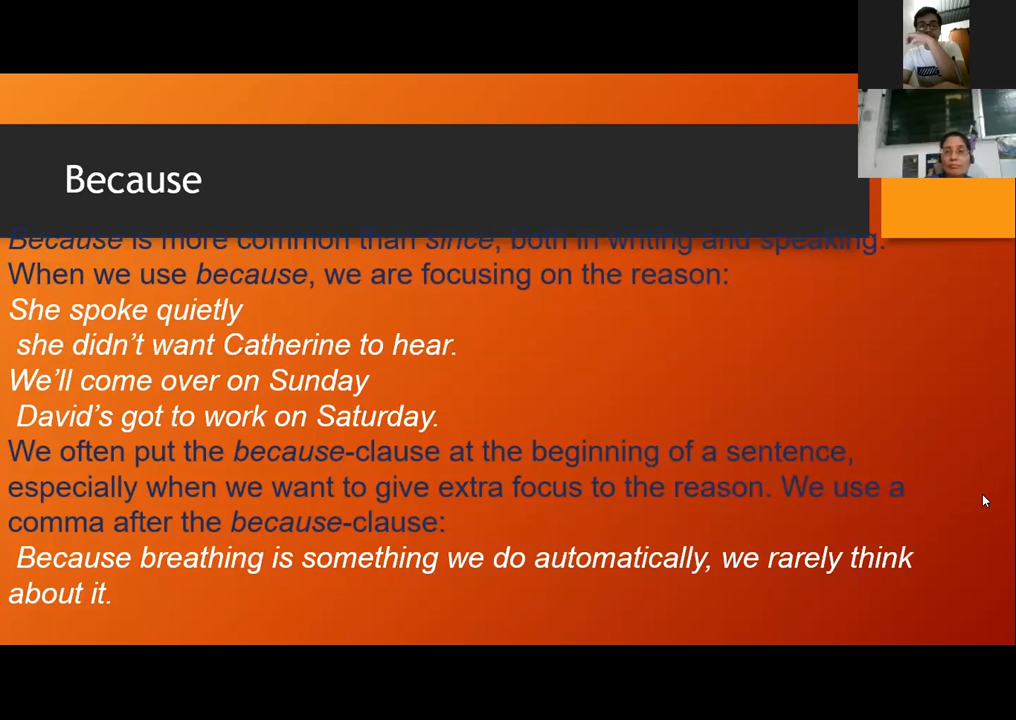 Because
Because is more common than since, both in writing and speaking.
When we use because, we are focusing on the reason:
She spoke quietly
she didn’t want Catherine to hear.
We’ll come over on Sunday
David’s got to work on Saturday.
We often put the because-clause at the beginning of a sentence,
especially when we want to give extra focus to the reason. We use a
comma after the because-clause:
Because breathing is something we do automatically, we rarely think
about it.